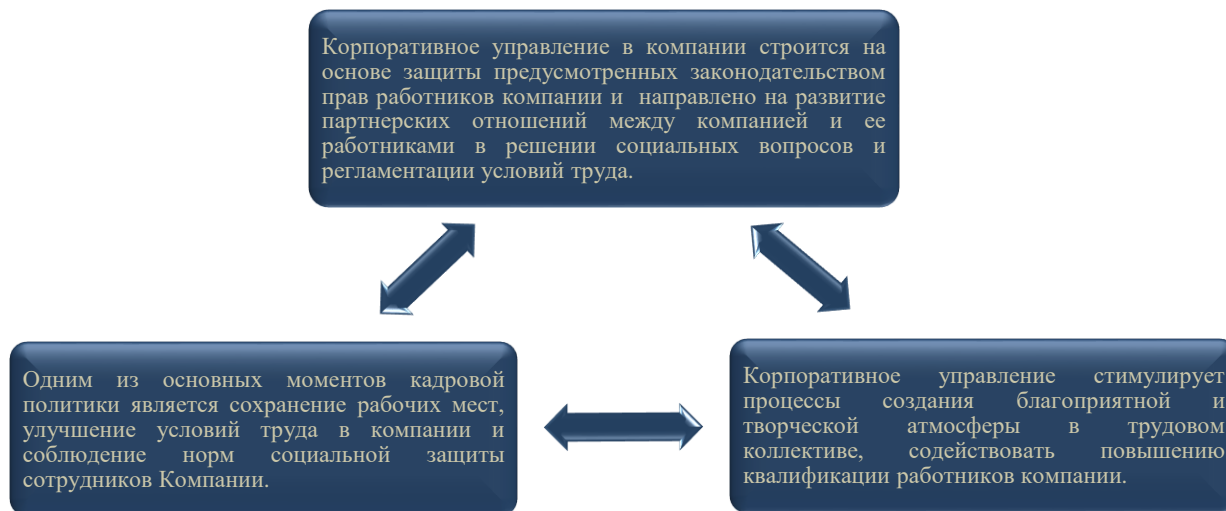 Корпоративное управление в компании строится на
основе защиты предусмотренных законодательством
прав работников компании и направлено на развитие
партнерских отношений между компанией и ее
работниками в решении социальных вопросов и
регламентации условий труда.
Одним из основных моментов кадровой
политики является сохранение рабочих мест,
улучшение условий труда в компании и
соблюдение норм социальной защиты
сотрудников Компании.
Корпоративное управление стимулирует
процессы создания благоприятной и
творческой атмосферы в трудовом
коллективе, содействовать повышению
квалификации работников компании.